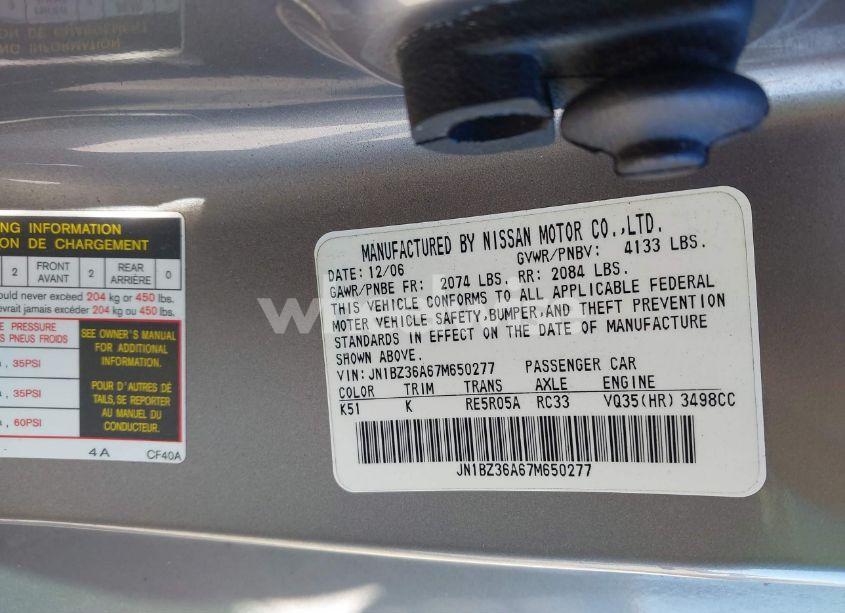 ING INFORMATION
ION DE CHARGEMENT
2 FRONT AVANT 2 REAR ARRIÈRE 0
ould never exceed 204 kg or 450 lbs.
evrait jamais excéder 204 kg ou 450 lbs.
PRESSURE
S PNEUS FROIDS
, 35PSI
, 35PSI
, 60PSI
SEE OWNER'S MANUAL
FOR ADDITIONAL
INFORMATION.
POUR D'AUTRES DÉ
TAILS, SE REPORTER
AU MANUEL DU
CONDUCTEUR.
4A CF40A
MANUFACTURED BY NISSAN MOTOR CO.,LTD.
DATE: 12/06 GVWR/PNBV: 4133 LBS.
GAWR/PNBE FR: 2074 LBS. RR: 2084 LBS.
THIS VEHICLE CONFORMS TO ALL APPLICABLE FEDERAL
MOTER VEHICLE SAFETY,BUMPER,AND THEFT PREVENTION
STANDARDS IN EFFECT ON THE DATE OF MANUFACTURE
SHOWN ABOVE.
VIN: JN1BZ36A67M650277 PASSENGER CAR
COLOR TRIM TRANS AXLE ENGINE
K51 K RE5R05A RC33 VQ35(HR) 3498CC
JN1BZ36A67M650277